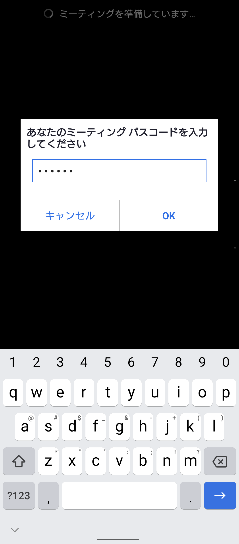 ミーティングを準備しています...
あなたのミーティング パスコードを入力
してください
••••••
キャンセル OK
1 2 3 4 5 6 7 8 9 0
q w e r t y u i o p
a s d f g h j k l
z x c v b n m
?123 , .